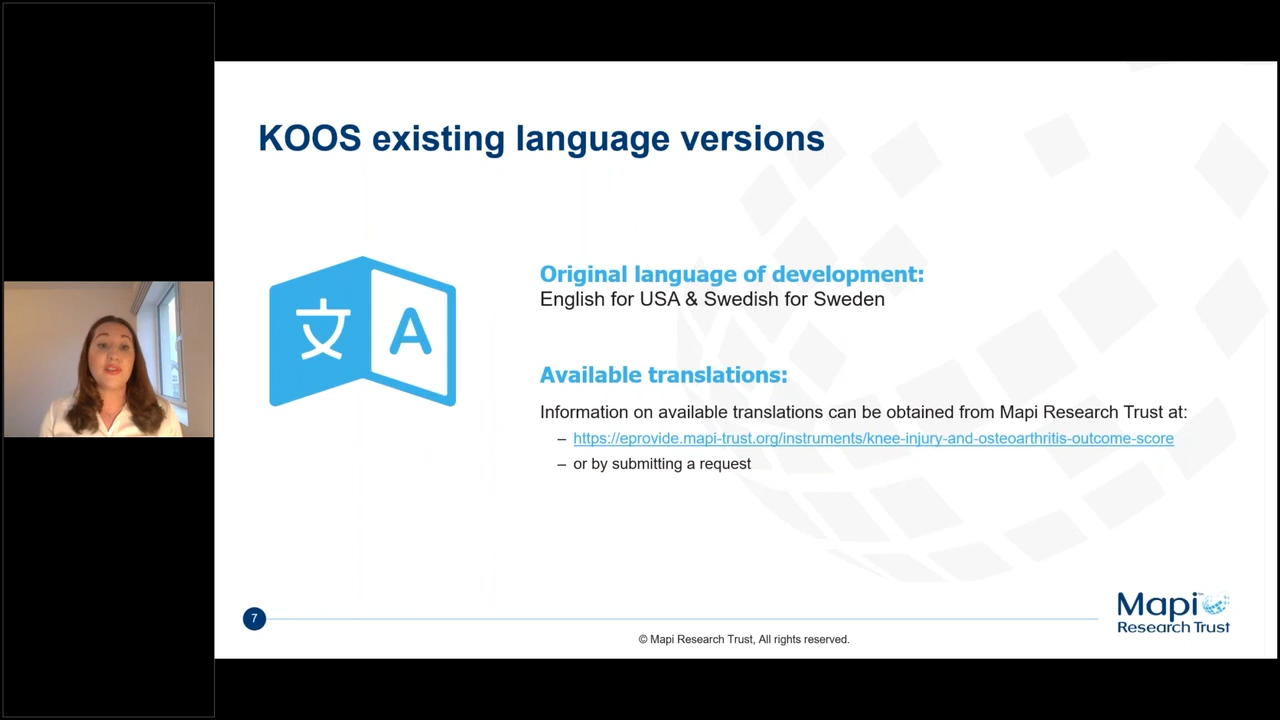 KOOS existing language versions
文 A
Original language of development:
English for USA & Swedish for Sweden
Available translations:
Information on available translations can be obtained from Mapi Research Trust at:
– https://eprovide.mapi-trust.org/instruments/knee-injury-and-osteoarthritis-outcome-score
– or by submitting a request
7
© Mapi Research Trust, All rights reserved.
Mapi
Research Trust